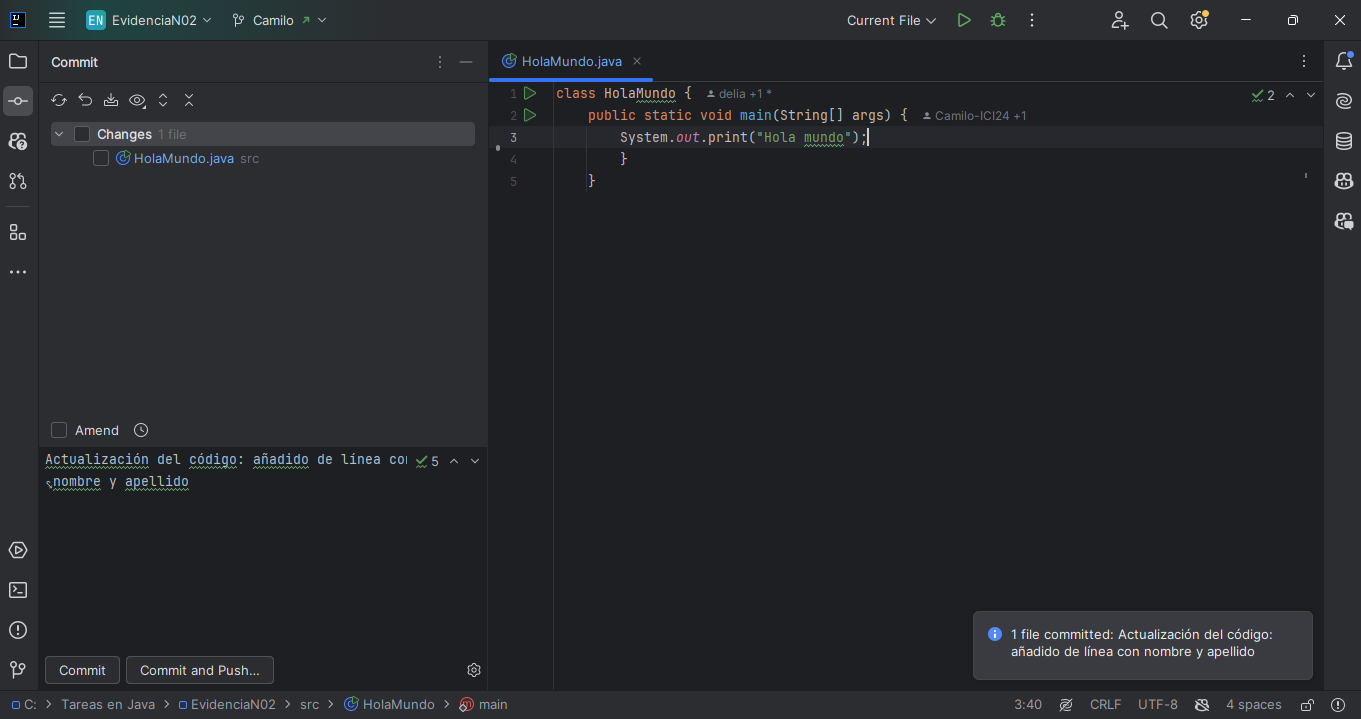 IJ
EN EvidenciaN02 Camilo Current File
Commit
HolaMundo.java
Changes 1 file
HolaMundo.java src
1 class HolaMundo { delia +1 *
2 public static void main(String[] args) { Camilo-ICI24 +1
3 System.out.print("Hola mundo");
4 }
5 }
2
Amend
Actualización del código: añadido de línea con
nombre y apellido
5
Commit Commit and Push...
1 file committed: Actualización del código:
añadido de línea con nombre y apellido
C: Tareas en Java EvidenciaN02 src HolaMundo main 3:40 CRLF UTF-8 4 spaces